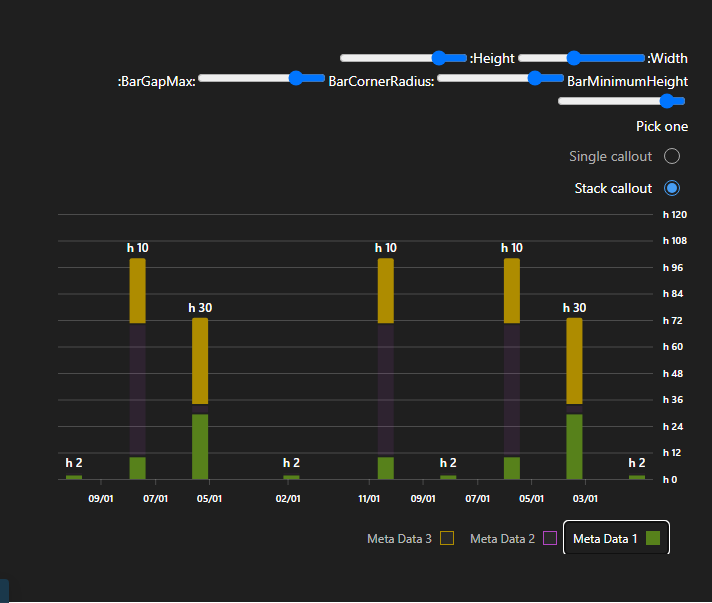 :Height :Width
:BarGapMax: BarCornerRadius: BarMinimumHeight
Pick one
Single callout
Stack callout
h 120
h 108
h 96
h 84
h 72
h 60
h 48
h 36
h 24
h 12
h 0
h 2
h 10
h 30
h 2
h 10
h 2
h 10
h 30
h 2
09/01 07/01 05/01 02/01 11/01 09/01 07/01 05/01 03/01
Meta Data 3 Meta Data 2 Meta Data 1